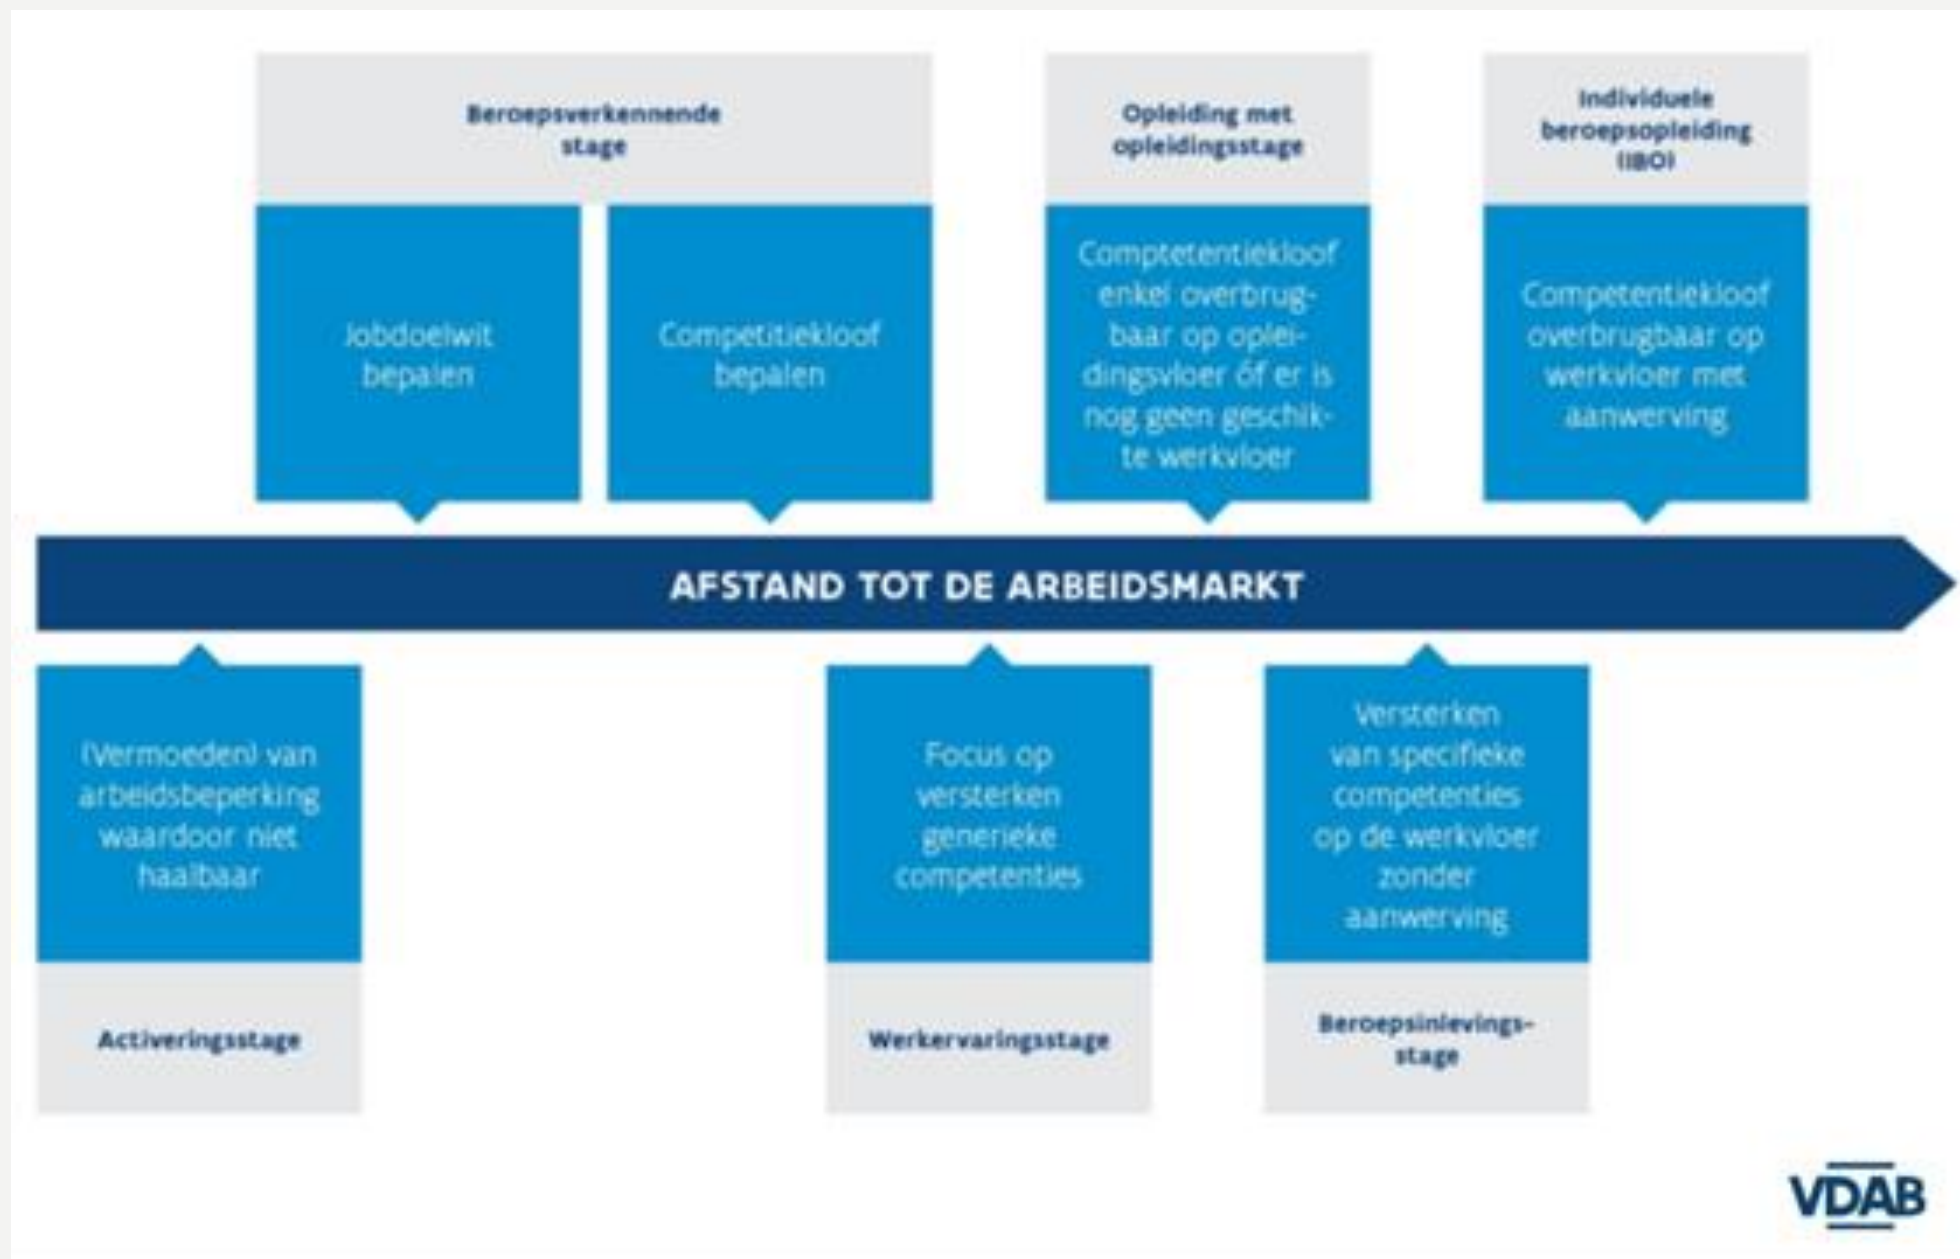 Beroepsverkennende
stage
Jobdoelwit
bepalen
Competitiekloof
bepalen
Opleiding met
opleidingsstage
Comptetentiekloof
enkel overbrug-
baar op oplei-
dingsvloer óf er is
nog geen geschik-
te werkvloer
Individuele
beroepsopleiding
(IBO)
Competentiekloof
overbrugbaar op
werkvloer met
aanwerving
AFSTAND TOT DE ARBEIDSMARKT
(Vermoeden) van
arbeidsbeperking
waardoor niet
haalbaar
Activeringsstage
Focus op
versterken
generieke
competenties
Werkervaringsstage
Versterken
van specifieke
competenties
op de werkvloer
zonder
aanwerving
Beroepsinlevings-
stage
VDAB